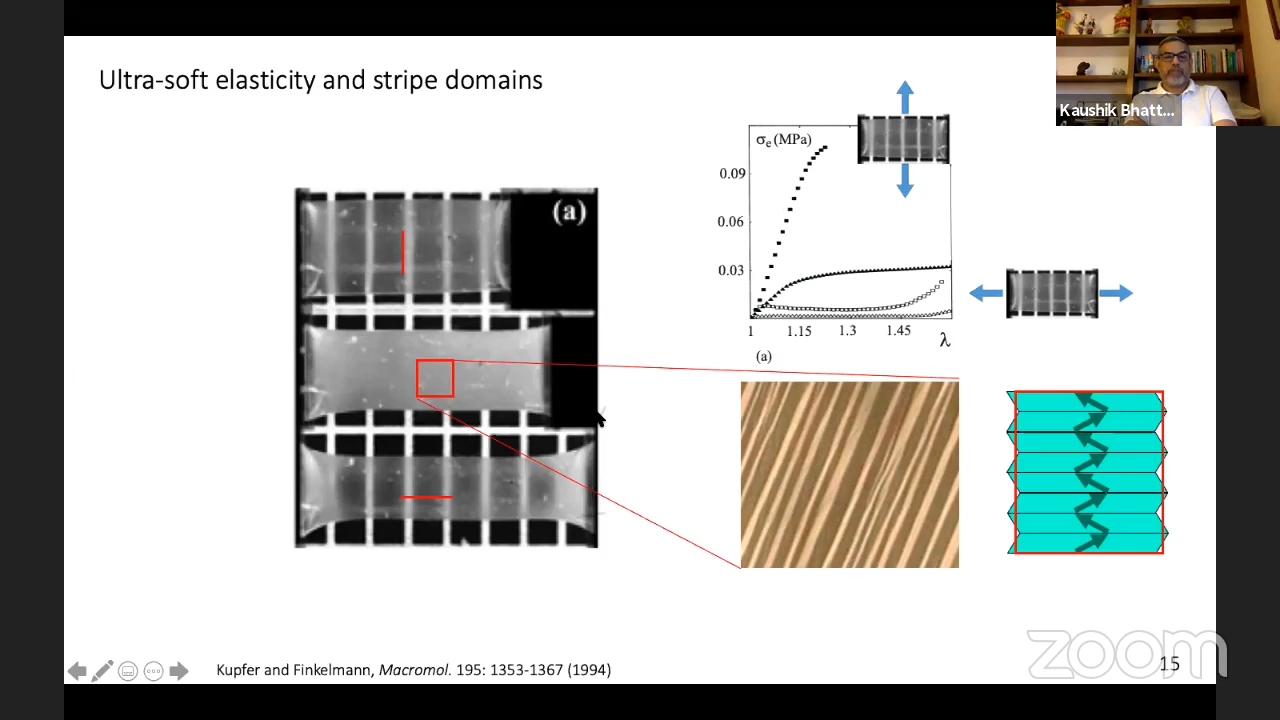 Ultra-soft elasticity and stripe domains
Kaushik Bhatt...
(a)
σe (MPa)
0.09
0.06
0.03
1
1.15
1.3
1.45
λ
(a)
Kupfer and Finkelmann, Macromol. 195: 1353-1367 (1994)
zoom
15